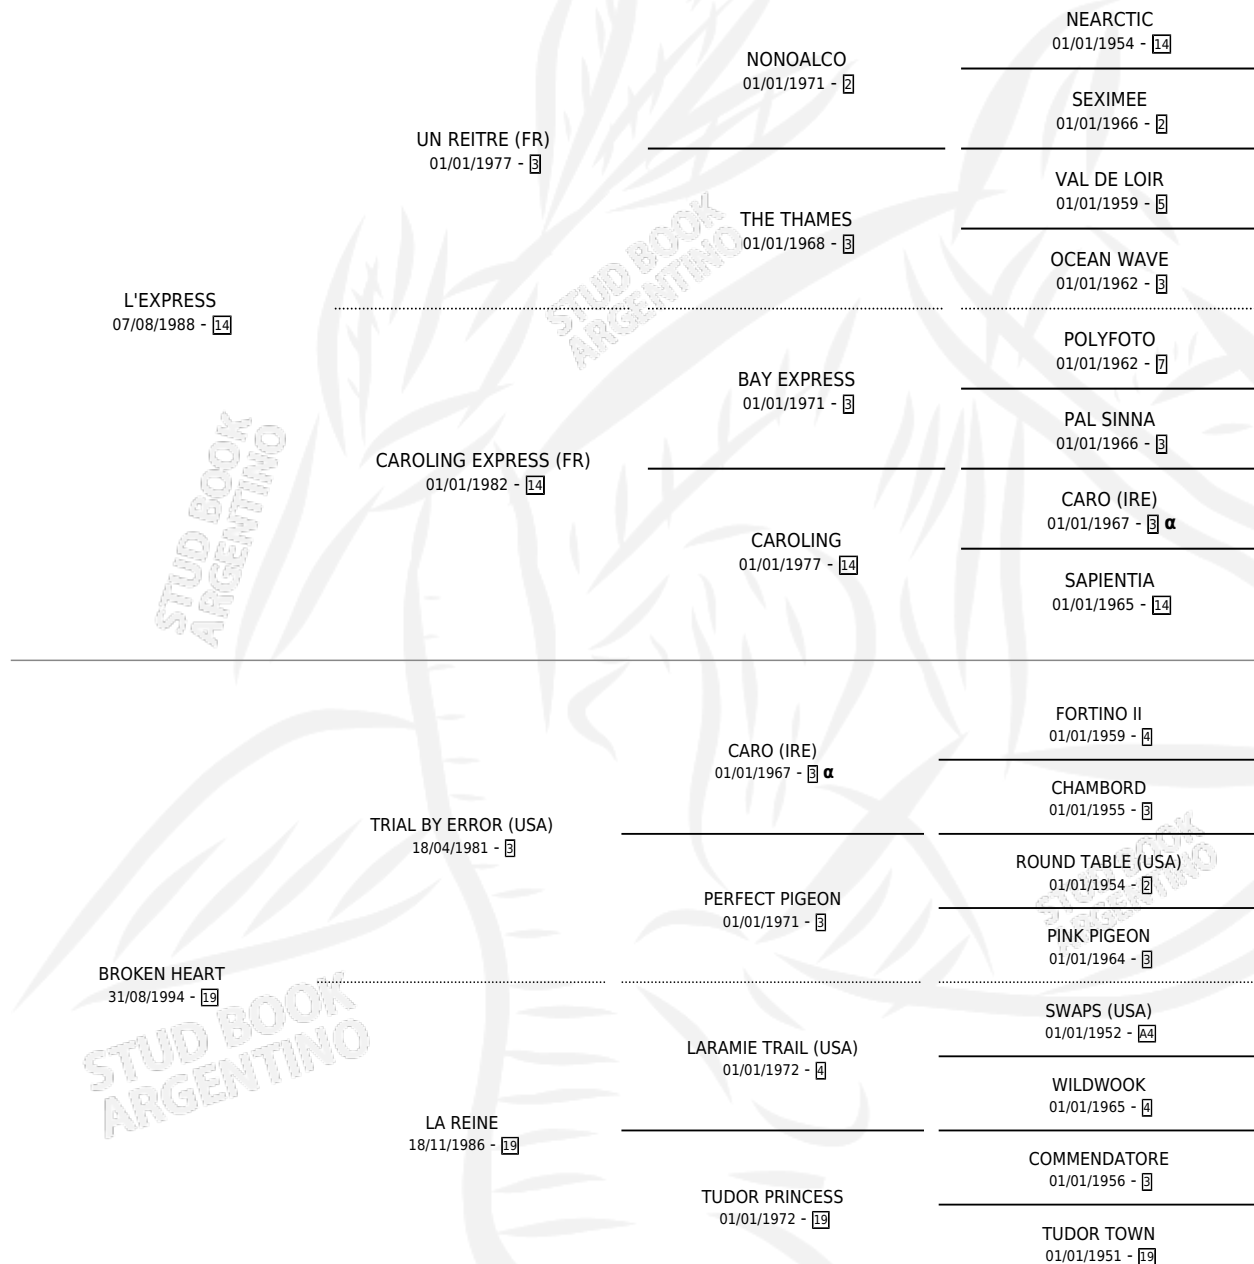 NEARCTIC
01/01/1954 - 14
NONOALCO
01/01/1971 - 2
SEXIMEE
01/01/1966 - 2
UN REITRE (FR)
01/01/1977 - 3
VAL DE LOIR
01/01/1959 - 5
THE THAMES
01/01/1968 - 3
OCEAN WAVE
01/01/1962 - 3
L'EXPRESS
07/08/1988 - 14
STUD BOOK
ARGENTINO
POLYFOTO
01/01/1962 - 7
BAY EXPRESS
01/01/1971 - 3
PAL SINNA
01/01/1966 - 3
CAROLING EXPRESS (FR)
01/01/1982 - 14
CARO (IRE)
01/01/1967 - 3 α
CAROLING
01/01/1977 - 14
SAPIENTIA
01/01/1965 - 14
STUD BOOK
ARGENTINO
FORTINO II
01/01/1959 - 4
CARO (IRE)
01/01/1967 - 3 α
CHAMBORD
01/01/1955 - 3
TRIAL BY ERROR (USA)
18/04/1981 - 3
ROUND TABLE (USA)
01/01/1954 - 2
PERFECT PIGEON
01/01/1971 - 3
PINK PIGEON
01/01/1964 - 3
STUD BOOK
ARGENTINO
BROKEN HEART
31/08/1994 - 19
STUD BOOK
ARGENTINO
SWAPS (USA)
01/01/1952 - A4
LARAMIE TRAIL (USA)
01/01/1972 - 4
WILDWOOK
01/01/1965 - 4
LA REINE
18/11/1986 - 19
COMMENDATORE
01/01/1956 - 3
TUDOR PRINCESS
01/01/1972 - 19
TUDOR TOWN
01/01/1951 - 19